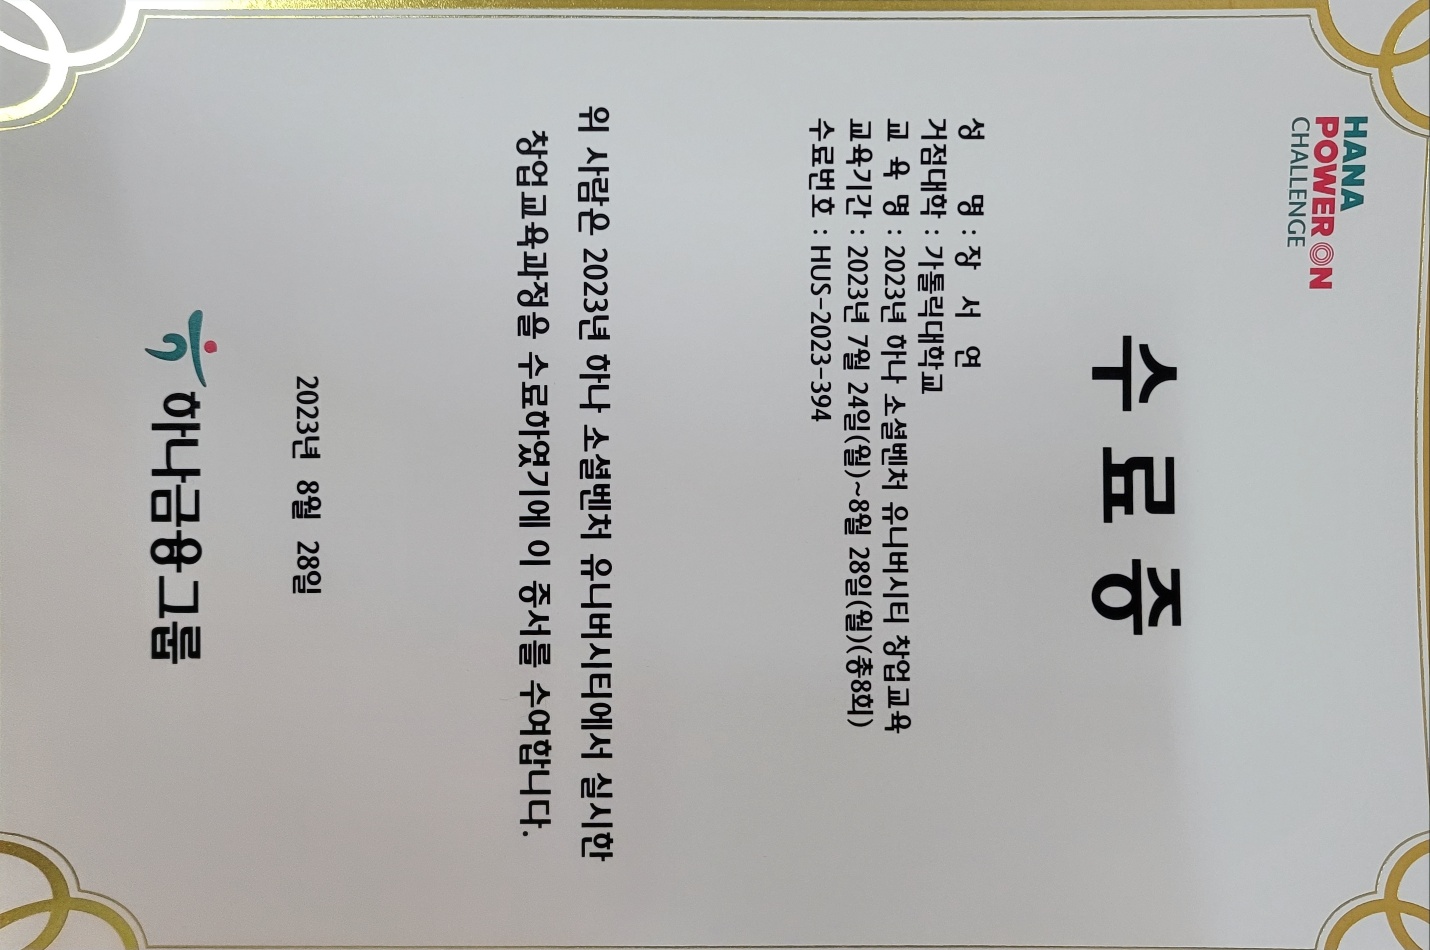 HANA
POWER ON
CHALLENGE
수 료 증
성 명 : 장 서 연
거점대학 : 가톨릭대학교
교 육 명 : 2023년 하나 소셜벤처 유니버시티 창업교육
교육기간 : 2023년 7월 24일(월)~8월 28일(월)(총8회)
수료번호 : HUS-2023-394
위 사람은 2023년 하나 소셜벤처 유니버시티에서 실시한
창업교육과정을 수료하였기에 이 증서를 수여합니다.
2023년 8월 28일
하나금융그룹